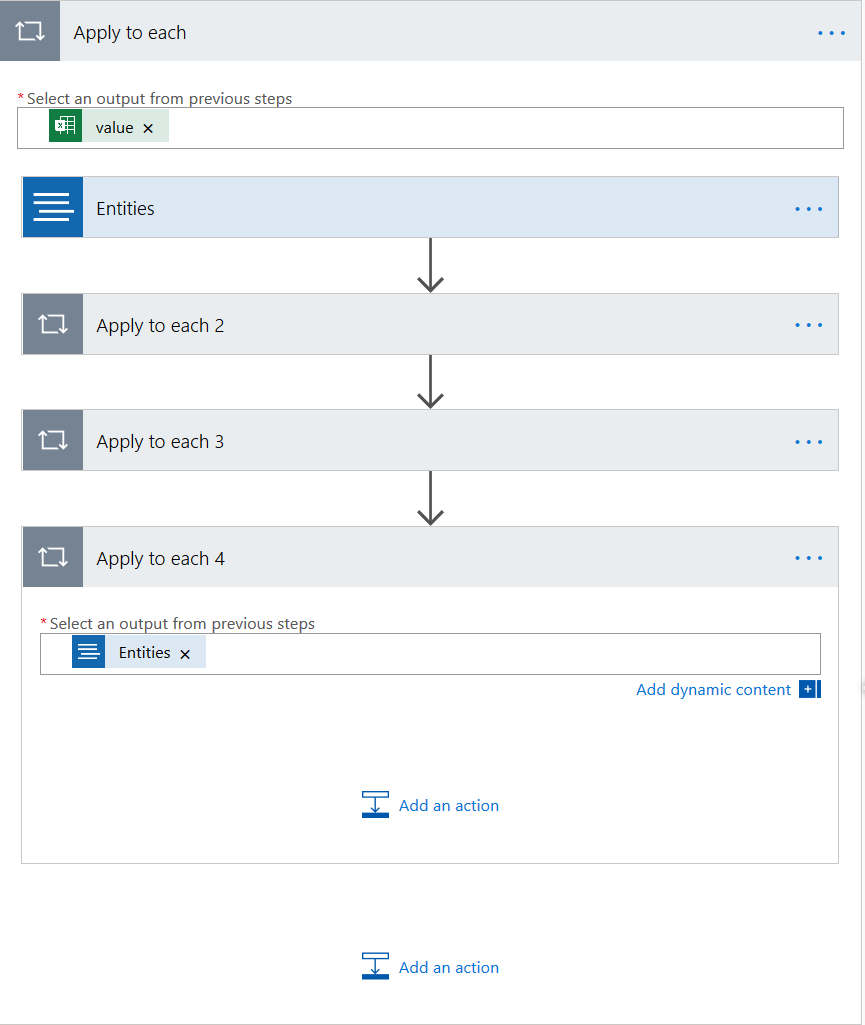 Apply to each
* Select an output from previous steps
value ×
Entities
Apply to each 2
Apply to each 3
Apply to each 4
* Select an output from previous steps
Entities ×
Add dynamic content
Add an action
Add an action